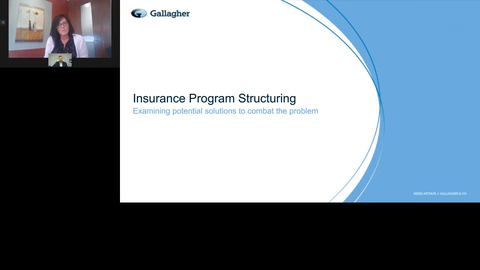 Gallagher
Insurance Program Structuring
Examining potential solutions to combat the problem